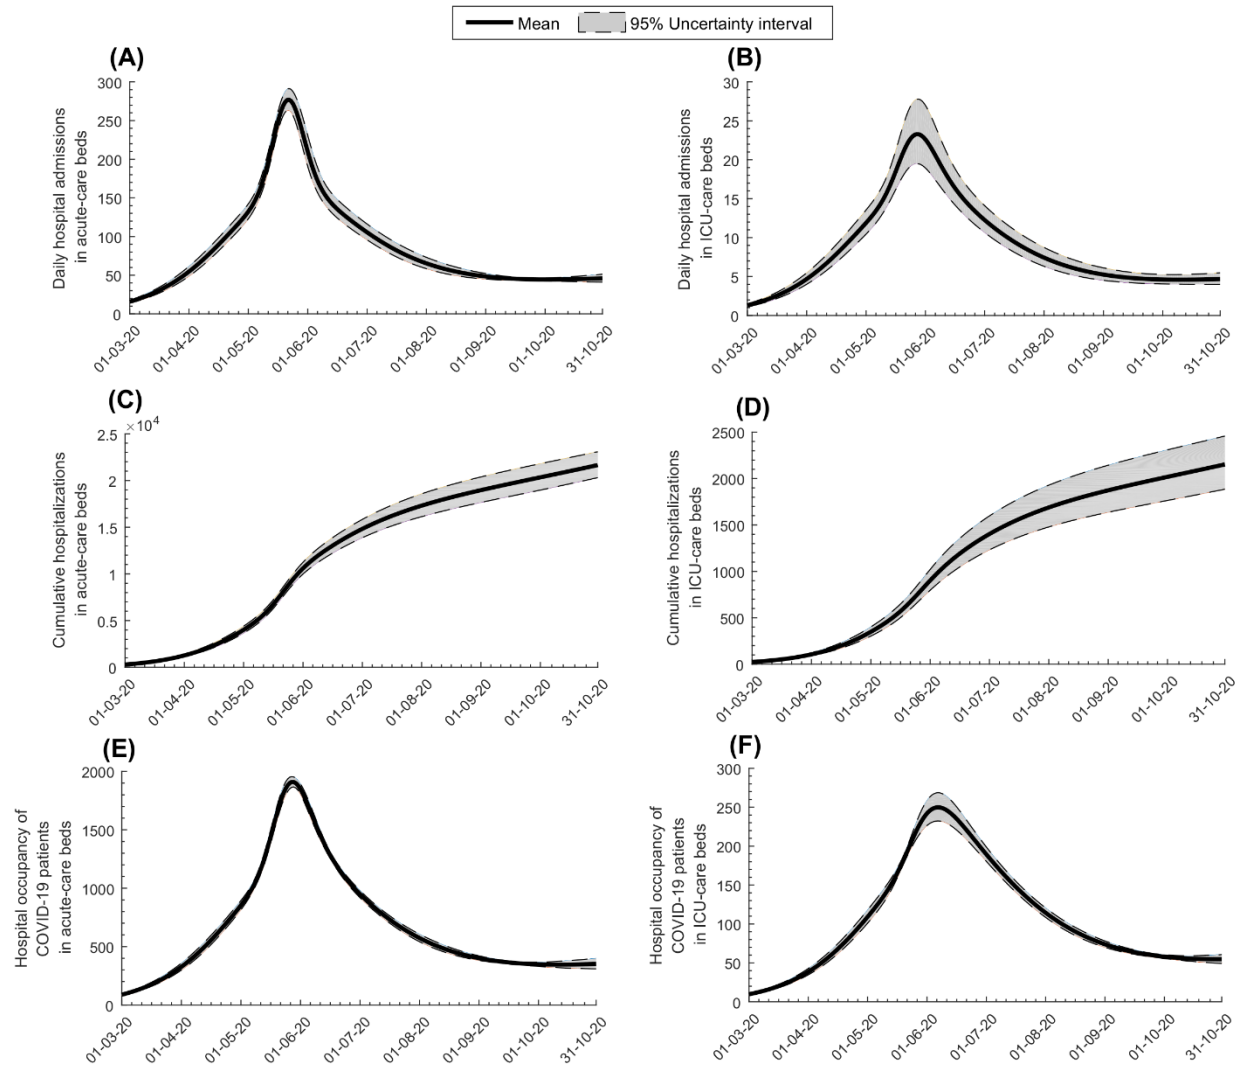 Mean 95% Uncertainty interval
(A)
Daily hospital admissions
in acute-care beds
300
250
200
150
100
50
0
01-03-20 01-04-20 01-05-20 01-06-20 01-07-20 01-08-20 01-09-20 01-10-20 31-10-20
(B)
Daily hospital admissions
in ICU-care beds
30
25
20
15
10
5
0
01-03-20 01-04-20 01-05-20 01-06-20 01-07-20 01-08-20 01-09-20 01-10-20 31-10-20
(C)
×10⁴
Cumulative hospitalizations
in acute-care beds
2.5
2
1.5
1
0.5
0
01-03-20 01-04-20 01-05-20 01-06-20 01-07-20 01-08-20 01-09-20 01-10-20 31-10-20
(D)
Cumulative hospitalizations
in ICU-care beds
2500
2000
1500
1000
500
0
01-03-20 01-04-20 01-05-20 01-06-20 01-07-20 01-08-20 01-09-20 01-10-20 31-10-20
(E)
Hospital occupancy of
COVID-19 patients
in acute-care beds
2000
1500
1000
500
0
01-03-20 01-04-20 01-05-20 01-06-20 01-07-20 01-08-20 01-09-20 01-10-20 31-10-20
(F)
Hospital occupancy of
COVID-19 patients
in ICU-care beds
300
250
200
150
100
50
0
01-03-20 01-04-20 01-05-20 01-06-20 01-07-20 01-08-20 01-09-20 01-10-20 31-10-20